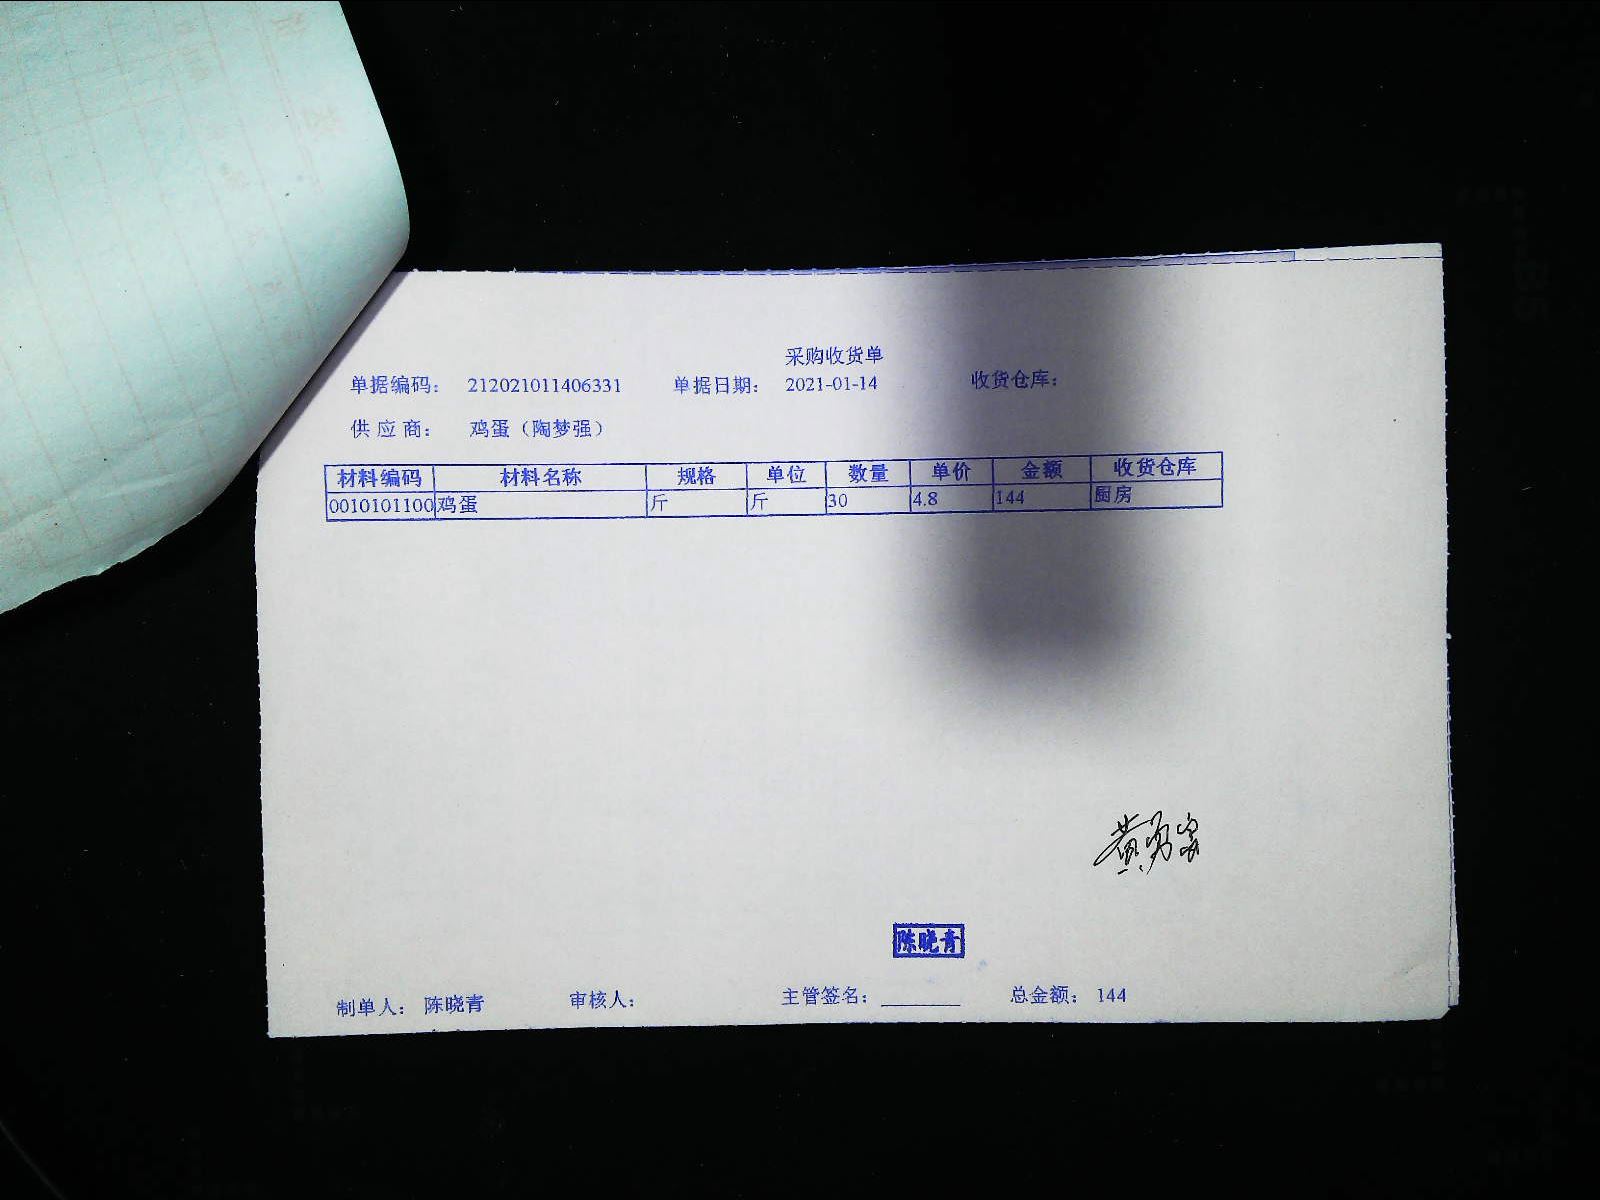 采购收货单
单据编码： 212021011406331 单据日期： 2021-01-14 收货仓库：
供 应 商： 鸡蛋（陶梦强）
材料编码 材料名称 规格 单位 数量 单价 金额 收货仓库
0010101100 鸡蛋 斤 斤 30 4.8 144 厨房
陈晓青
制单人： 陈晓青 审核人： 主管签名： 总金额： 144